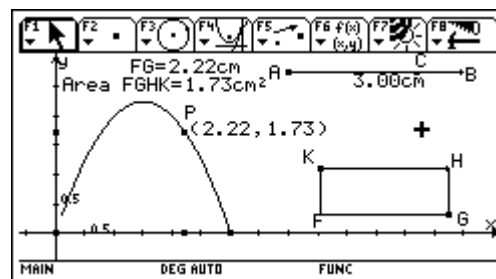 F1 F2 F3 F4 F5 F6 f(x) (x,y) F7 F8
y FG=2.22cm C
Area FGHK=1.73cm² A B
3.00cm
P
(2.22,1.73)
K H
0.5
F G
0.5 x
MAIN DEG AUTO FUNC